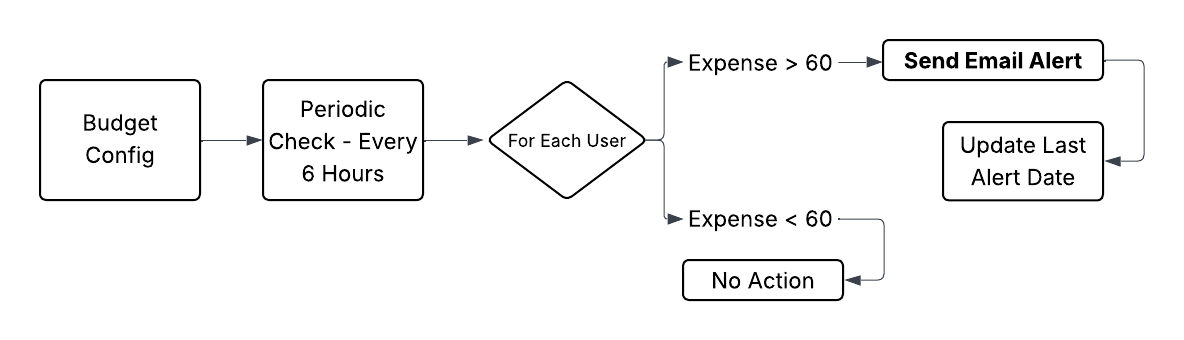 Budget
Config
Periodic
Check - Every
6 Hours
For Each User
Expense > 60
Send Email Alert
Update Last
Alert Date
Expense < 60
No Action